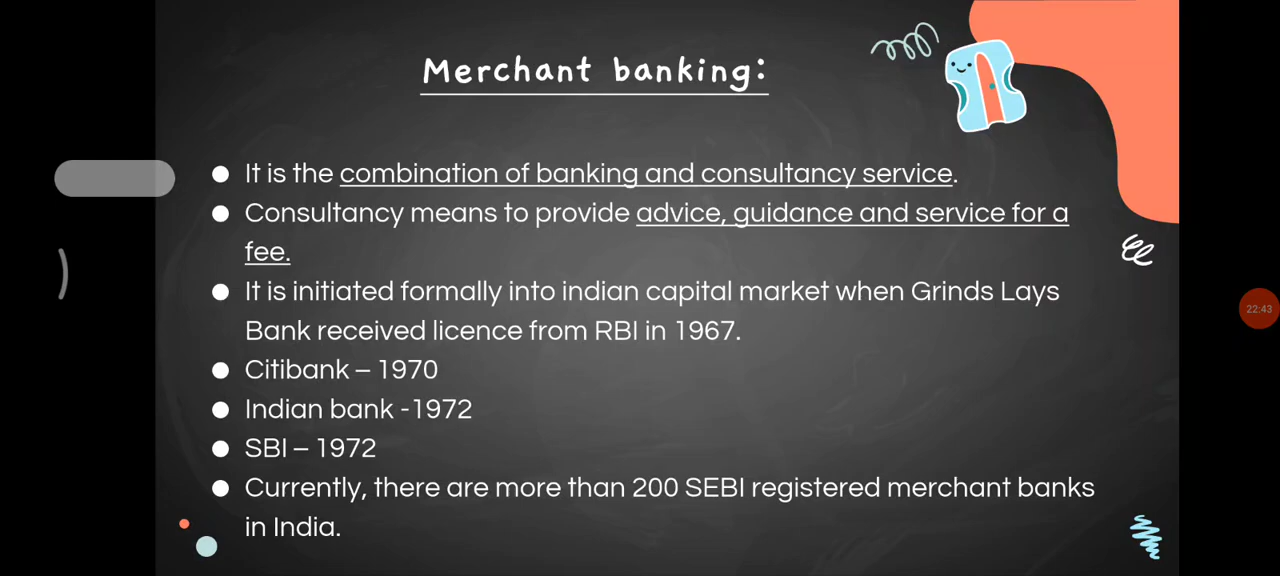 Merchant banking:
It is the combination of banking and consultancy service.
Consultancy means to provide advice, guidance and service for a
fee.
It is initiated formally into indian capital market when Grinds Lays
Bank received licence from RBI in 1967.
Citibank – 1970
Indian bank -1972
SBI – 1972
Currently, there are more than 200 SEBI registered merchant banks
in India.
22:43